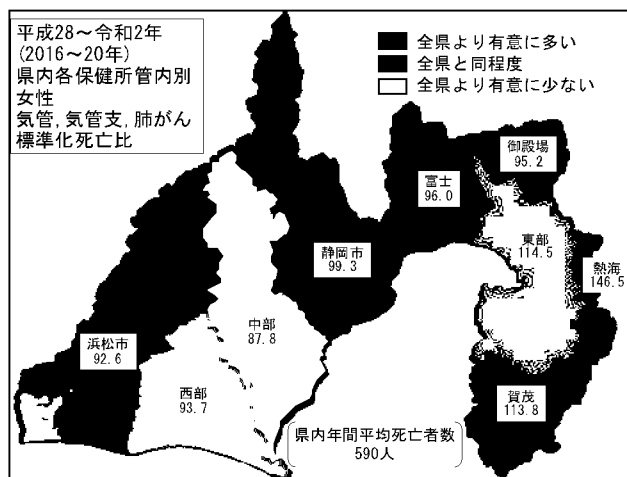 平成28～令和2年
(2016～20年)
県内各保健所管内別
女性
気管, 気管支, 肺がん
標準化死亡比
全県より有意に多い
全県と同程度
全県より有意に少ない
御殿場
95.2
富士
96.0
東部
114.5
熱海
146.5
静岡市
99.3
中部
87.8
浜松市
92.6
西部
93.7
賀茂
113.8
県内年間平均死亡者数
590人